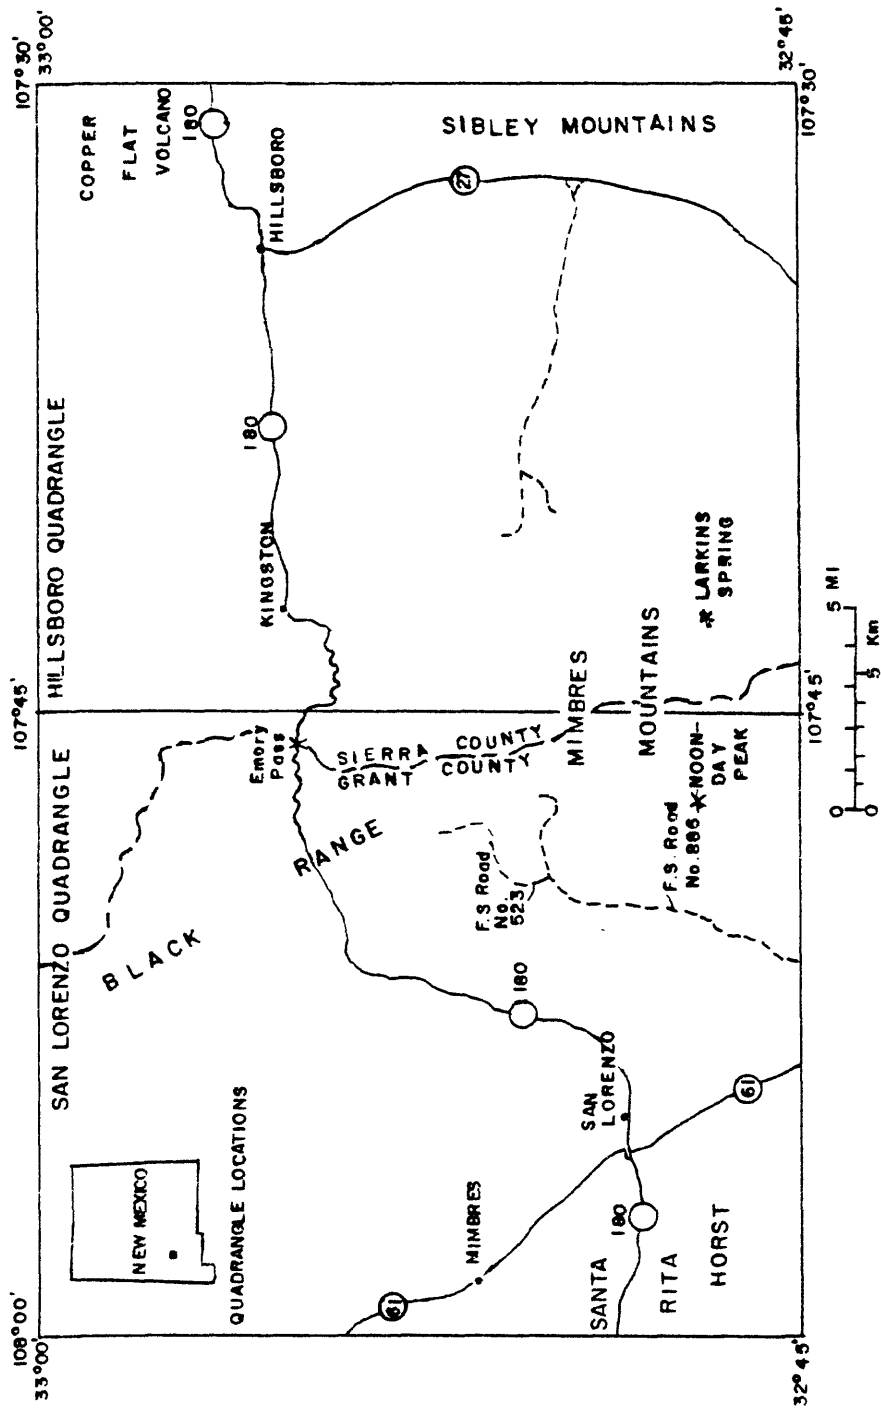 108°00'
107°45'
107°30'
33°00'
33°00'
SAN LORENZO QUADRANGLE
HILLSBORO QUADRANGLE
NEW MEXICO
QUADRANGLE LOCATIONS
BLACK
RANGE
Emory
Pass
KINGSTON
180
HILLSBORO
COPPER
FLAT
VOLCANO
180
SIERRA COUNTY
GRANT COUNTY
61
MIMBRES
180
F.S Road
No.
5231
27
SIBLEY MOUNTAINS
SANTA
RITA
HORST
180
SAN
LORENZO
61
F.S. Road
No. 886
NOON-
DAY
PEAK
MIMBRES
MOUNTAINS
LARKINS
SPRING
32°45'
32°45'
107°45'
107°30'
0 5 MI
0 5 Km